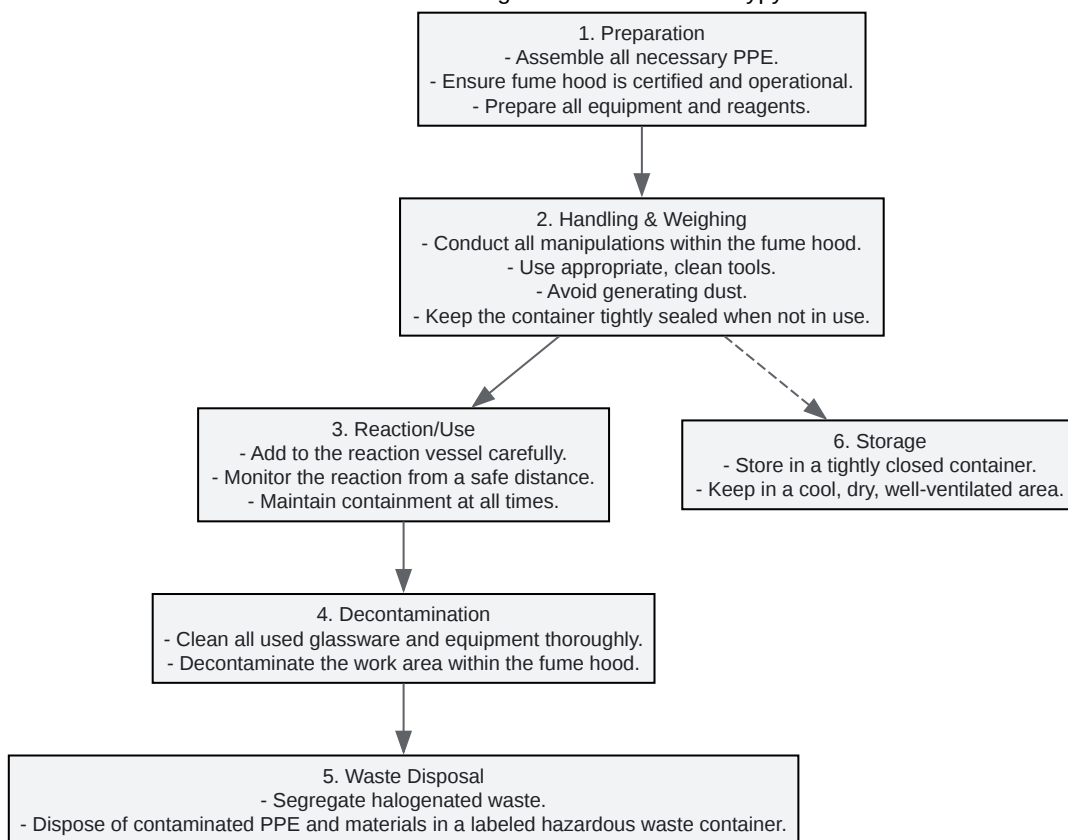 1. Preparation
- Assemble all necessary PPE.
- Ensure fume hood is certified and operational.
- Prepare all equipment and reagents.
2. Handling & Weighing
- Conduct all manipulations within the fume hood.
- Use appropriate, clean tools.
- Avoid generating dust.
- Keep the container tightly sealed when not in use.
3. Reaction/Use
- Add to the reaction vessel carefully.
- Monitor the reaction from a safe distance.
- Maintain containment at all times.
6. Storage
- Store in a tightly closed container.
- Keep in a cool, dry, well-ventilated area.
4. Decontamination
- Clean all used glassware and equipment thoroughly.
- Decontaminate the work area within the fume hood.
5. Waste Disposal
- Segregate halogenated waste.
- Dispose of contaminated PPE and materials in a labeled hazardous waste container.